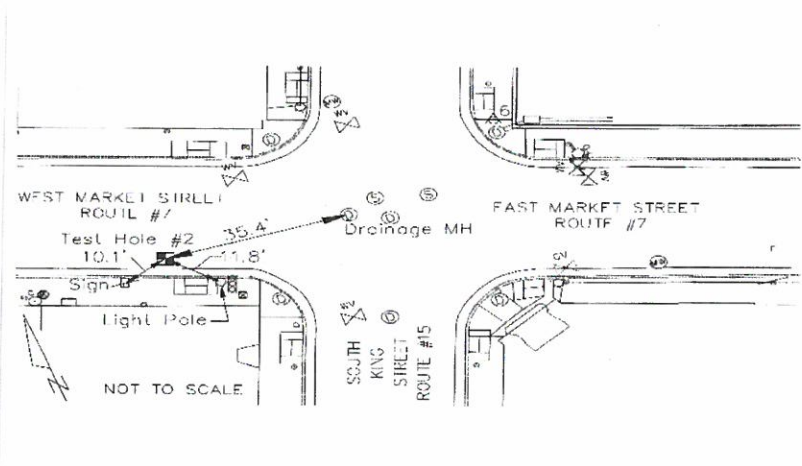 WEST MARKET STREET
ROUTE #7
EAST MARKET STREET
ROUTE #7
35.4'
Drainage MH
Test Hole #2
10.1'
11.8'
Sign
Light Pole
SOUTH
KING
STREET
ROUTE #15
NOT TO SCALE
N